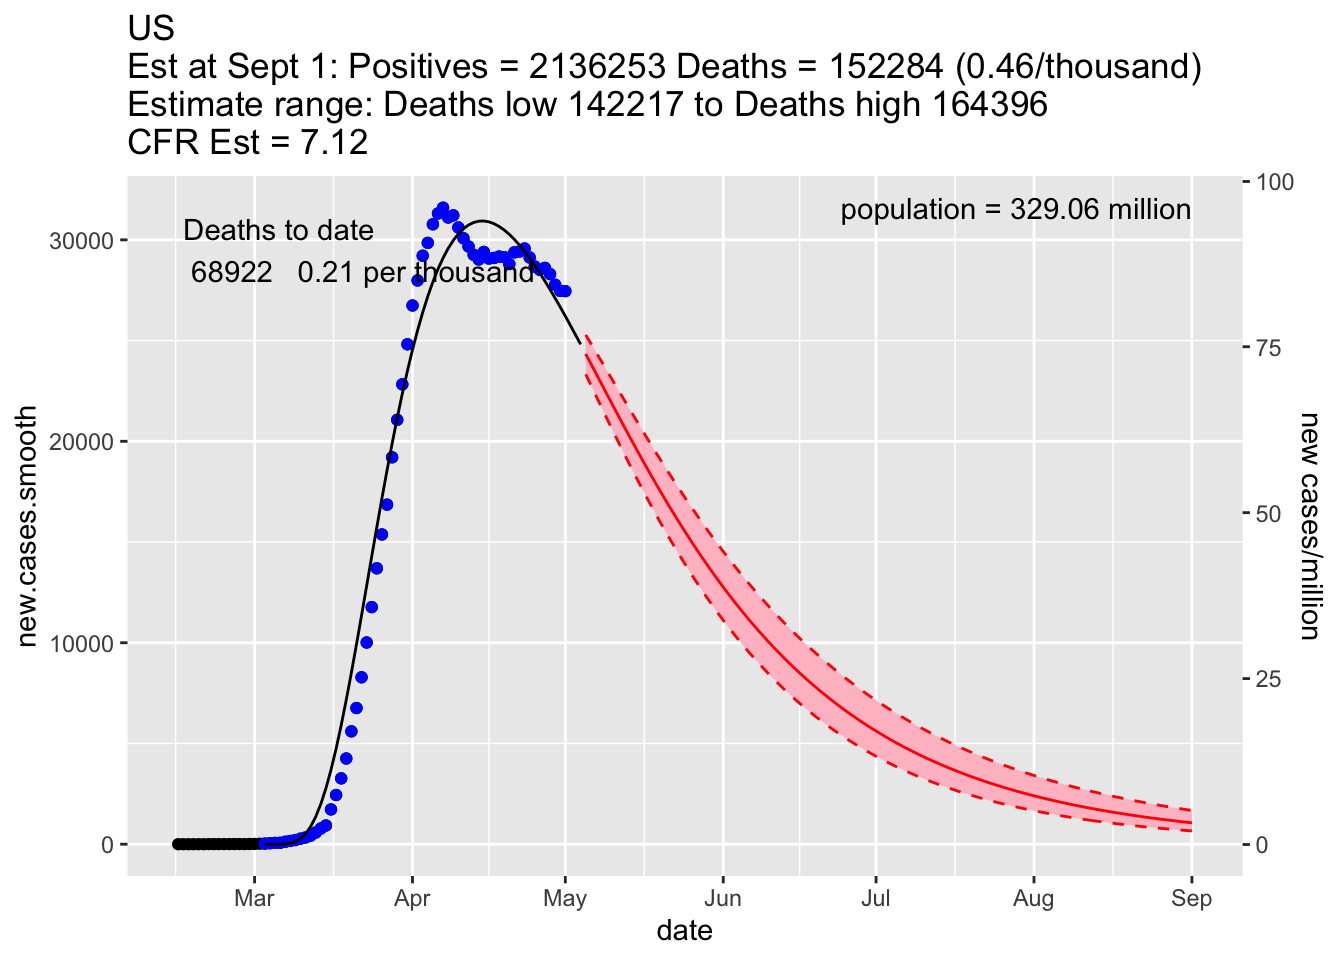 US
Est at Sept 1: Positives = 2136253 Deaths = 152284 (0.46/thousand)
Estimate range: Deaths low 142217 to Deaths high 164396
CFR Est = 7.12
Deaths to date
68922 0.21 per thousand
population = 329.06 million
30000
20000
10000
0
new.cases.smooth
100
75
50
25
0
new cases/million
Mar Apr May Jun Jul Aug Sep
date